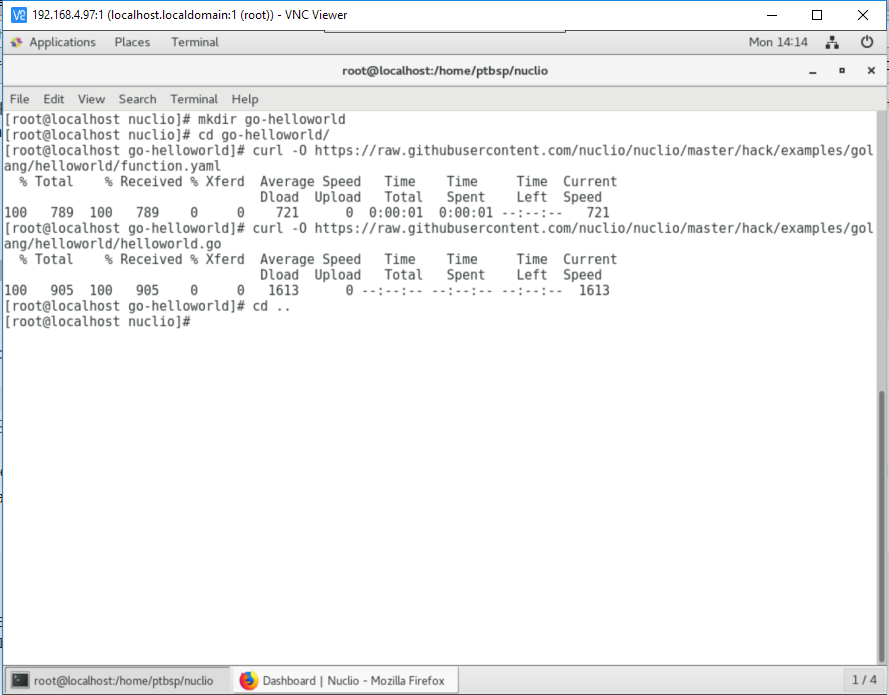 192.168.4.97:1 (localhost.localdomain:1 (root)) - VNC Viewer
Applications Places Terminal Mon 14:14
root@localhost:/home/ptbsp/nuclio
File Edit View Search Terminal Help
[root@localhost nuclio]# mkdir go-helloworld
[root@localhost nuclio]# cd go-helloworld/
[root@localhost go-helloworld]# curl -O https://raw.githubusercontent.com/nuclio/nuclio/master/hack/examples/gol
ang/helloworld/function.yaml
% Total % Received % Xferd Average Speed Time Time Time Current
Dload Upload Total Spent Left Speed
100 789 100 789 0 0 721 0 0:00:01 0:00:01 --:--:-- 721
[root@localhost go-helloworld]# curl -O https://raw.githubusercontent.com/nuclio/nuclio/master/hack/examples/gol
ang/helloworld/helloworld.go
% Total % Received % Xferd Average Speed Time Time Time Current
Dload Upload Total Spent Left Speed
100 905 100 905 0 0 1613 0 --:--:-- --:--:-- --:--:-- 1613
[root@localhost go-helloworld]# cd ..
[root@localhost nuclio]#
root@localhost:/home/ptbsp/nuclio Dashboard | Nuclio - Mozilla Firefox 1 / 4